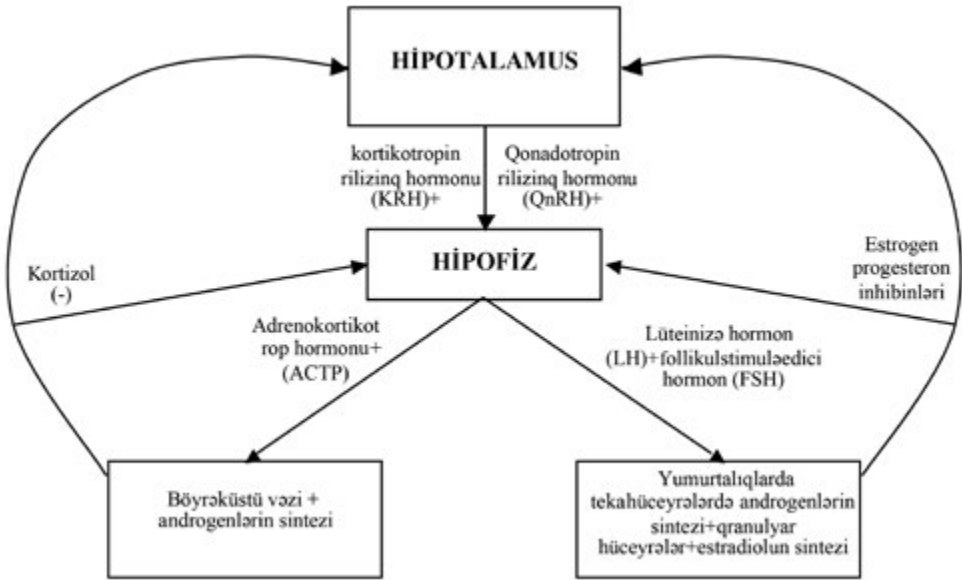 HİPOTALAMUS
kortikotropin
rilizinq hormonu
(KRH)+
Qonadotropin
rilizinq hormonu
(QnRH)+
HİPOFİZ
Kortizol
(-)
Estrogen
progesteron
inhibinləri
Adrenokortikot
rop hormonu+
(ACTP)
Lüteinizə hormon
(LH)+follikulstimuləedici
hormon (FSH)
Böyrəküstü vəzi +
androgenlərin sintezi
Yumurtalıqlarda
tekahüceyrələrdə androgenlərin
sintezi+qranulyar
hüceyrələr+estradiolun sintezi